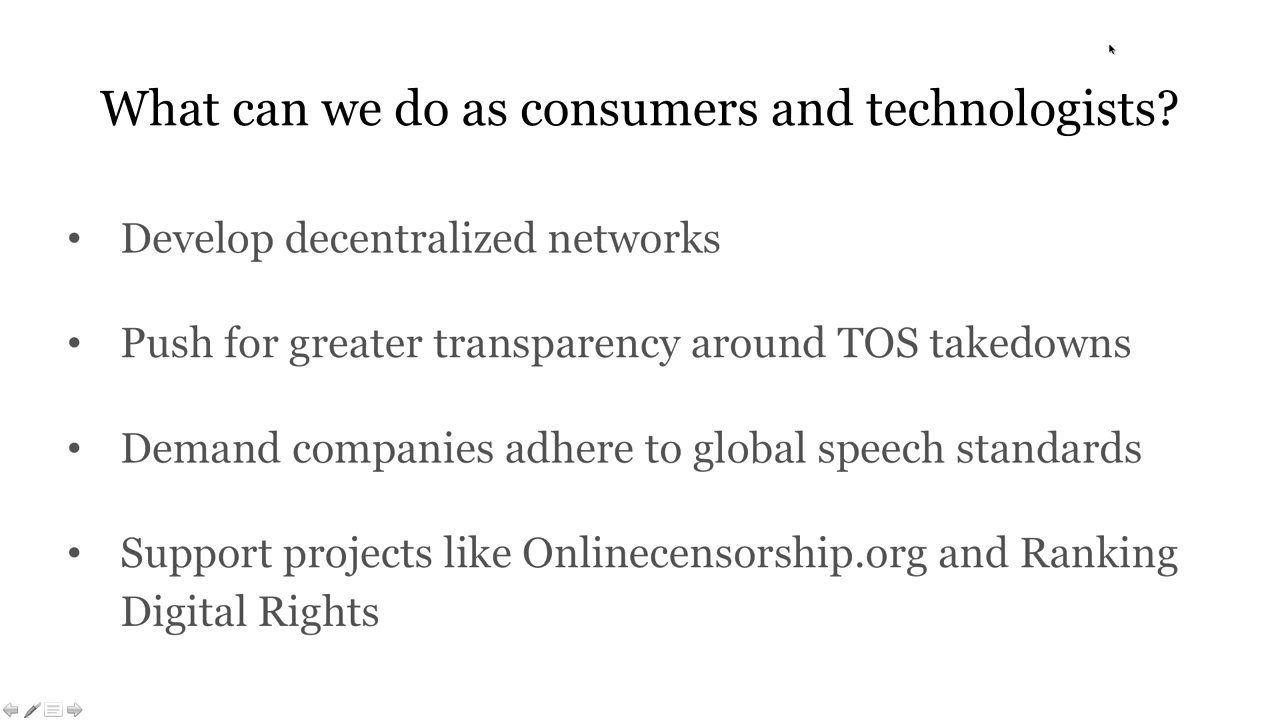 What can we do as consumers and technologists?
• Develop decentralized networks
• Push for greater transparency around TOS takedowns
• Demand companies adhere to global speech standards
• Support projects like Onlinecensorship.org and Ranking
Digital Rights